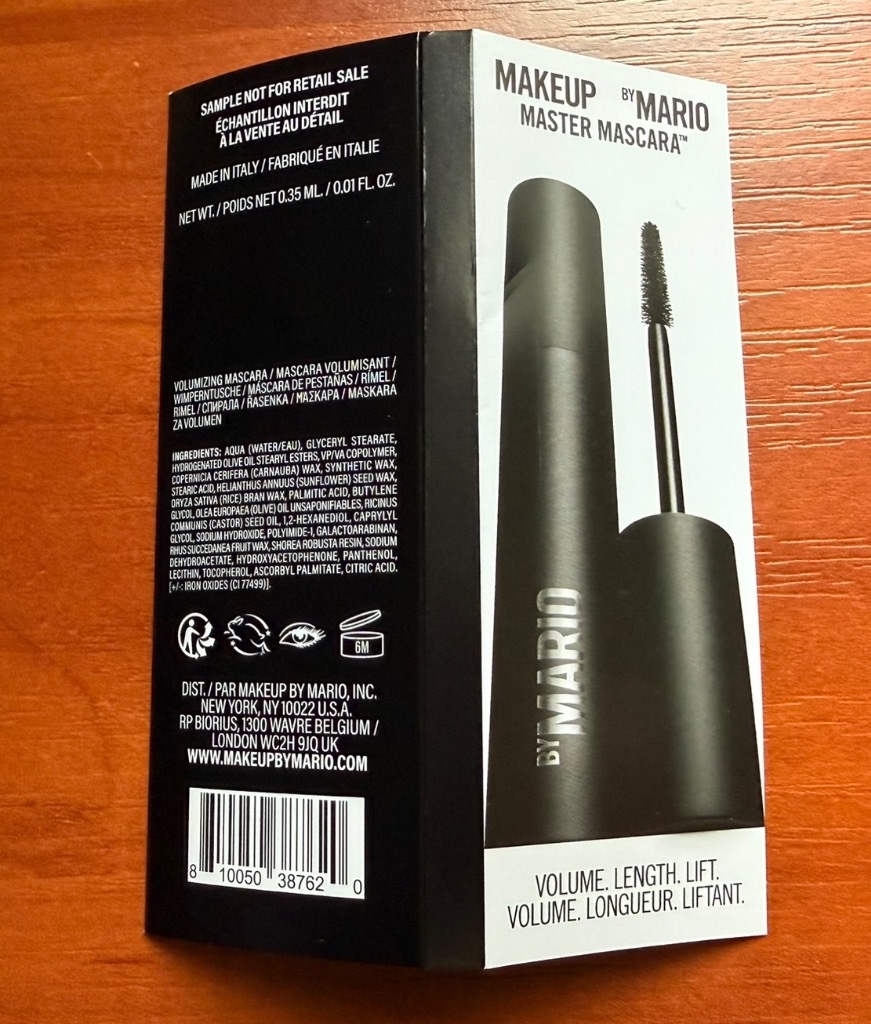 SAMPLE NOT FOR RETAIL SALE
ÉCHANTILLON INTERDIT
À LA VENTE AU DÉTAIL
MADE IN ITALY / FABRIQUÉ EN ITALIE
NET WT. / POIDS NET 0.35 ML. / 0.01 FL. OZ.
VOLUMIZING MASCARA / MASCARA VOLUMISANT /
WIMPERNTUSCHE / MÁSCARA DE PESTAÑAS / RÍMEL /
RIMEL / СПИРАЛА / ŘASENKA / ΜΑΣΚΑΡΑ / MASKARA
ZA VOLUMEN
INGREDIENTS: AQUA (WATER/EAU), GLYCERYL STEARATE,
HYDROGENATED OLIVE OIL STEARYL ESTERS, VP/VA COPOLYMER,
COPERNICIA CERIFERA (CARNAUBA) WAX, SYNTHETIC WAX,
STEARIC ACID, HELIANTHUS ANNUUS (SUNFLOWER) SEED WAX,
ORYZA SATIVA (RICE) BRAN WAX, PALMITIC ACID, BUTYLENE
GLYCOL, OLEA EUROPAEA (OLIVE) OIL UNSAPONIFIABLES, RICINUS
COMMUNIS (CASTOR) SEED OIL, 1,2-HEXANEDIOL, CAPRYLYL
GLYCOL, SODIUM HYDROXIDE, POLYIMIDE-1, GALACTOARABINAN,
RHUS SUCCEDANEA FRUIT WAX, SHOREA ROBUSTA RESIN, SODIUM
DEHYDROACETATE, HYDROXYACETOPHENONE, PANTHENOL,
LECITHIN, TOCOPHEROL, ASCORBYL PALMITATE, CITRIC ACID.
[+/-: IRON OXIDES (CI 77499)].
6M
DIST. / PAR MAKEUP BY MARIO, INC.
NEW YORK, NY 10022 U.S.A.
RP BIORIUS, 1300 WAVRE BELGIUM /
LONDON WC2H 9JQ UK
WWW.MAKEUPBYMARIO.COM
8 10050 38762 0
MAKEUP BY MARIO
MASTER MASCARA™
BY MARIO
VOLUME. LENGTH. LIFT.
VOLUME. LONGUEUR. LIFTANT.